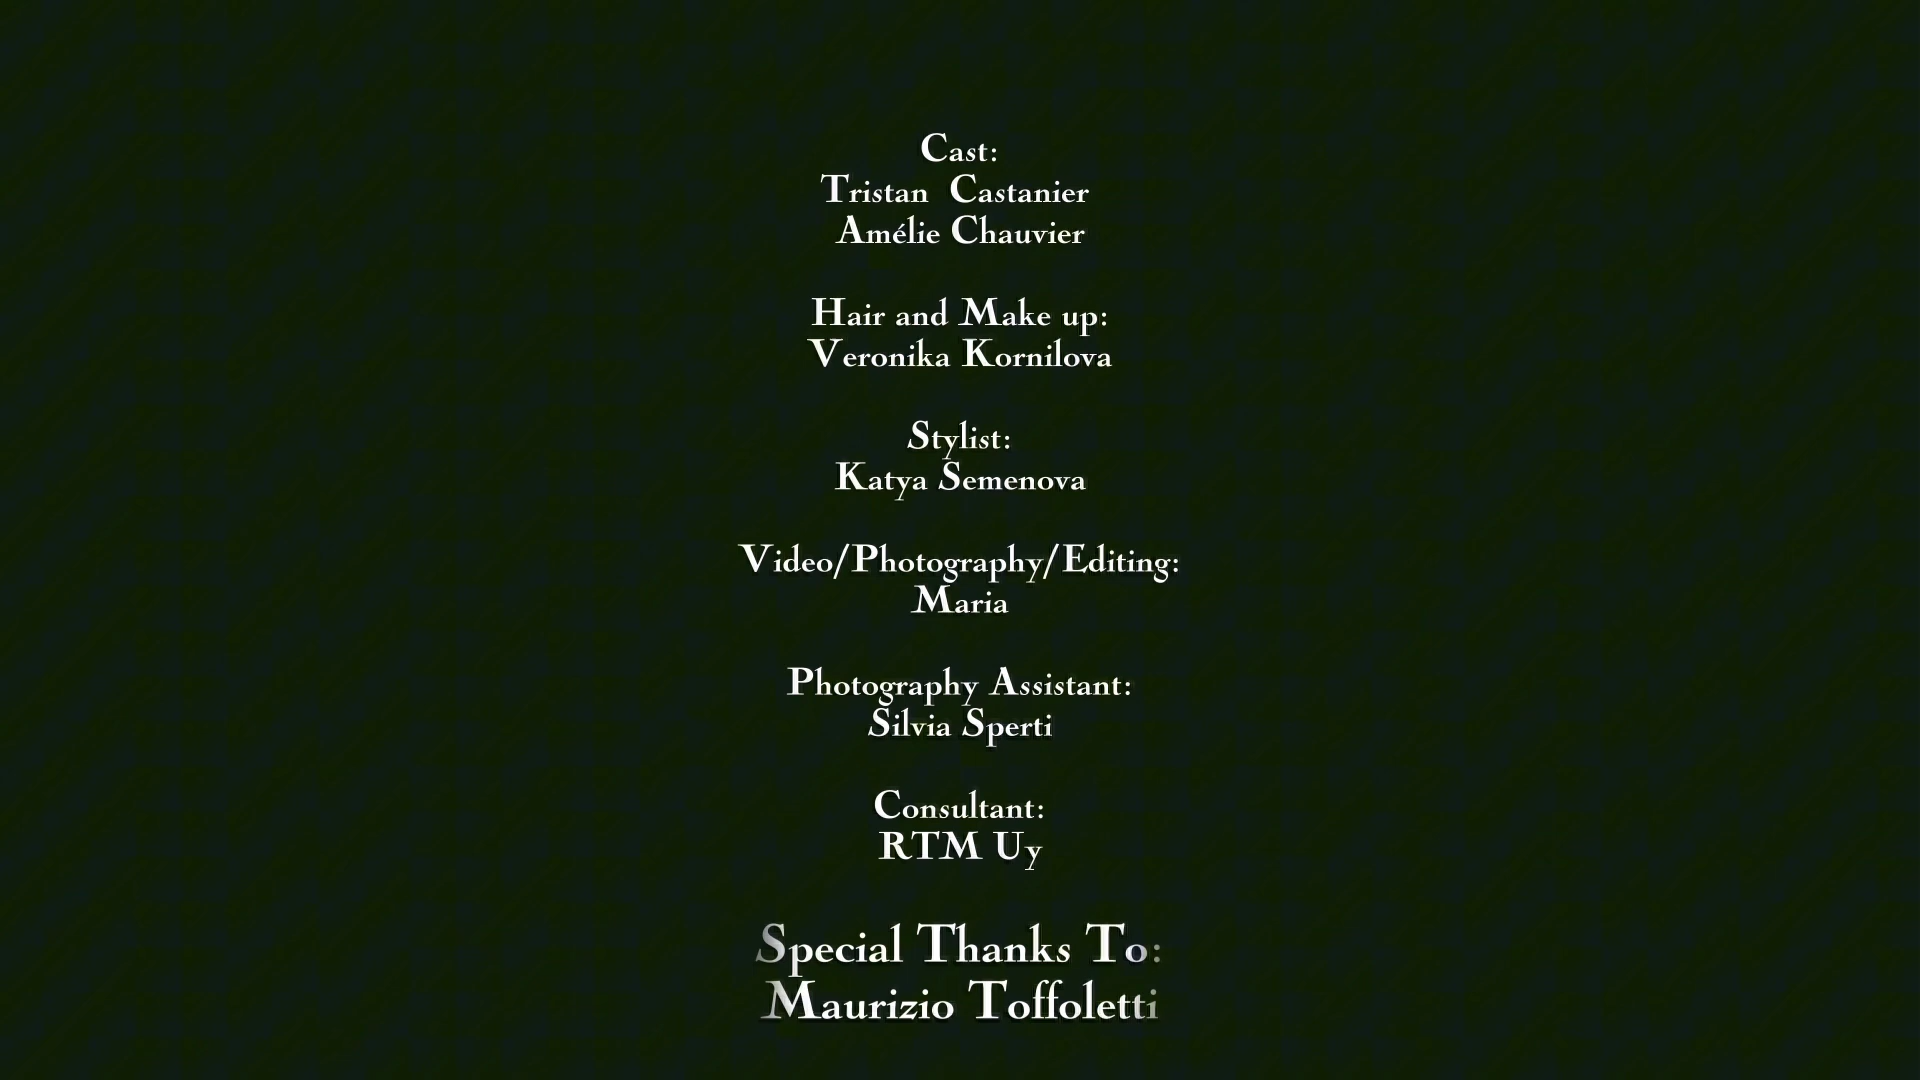 Cast:
Tristan  Castanier
Amélie Chauvier
Hair and Make up:
Veronika Kornilova
Stylist:
Katya Semenova
Video/Photography/Editing:
Maria
Photography Assistant:
Silvia Sperti
Consultant:
RTM Uy
Special Thanks To:
Maurizio Toffoletti